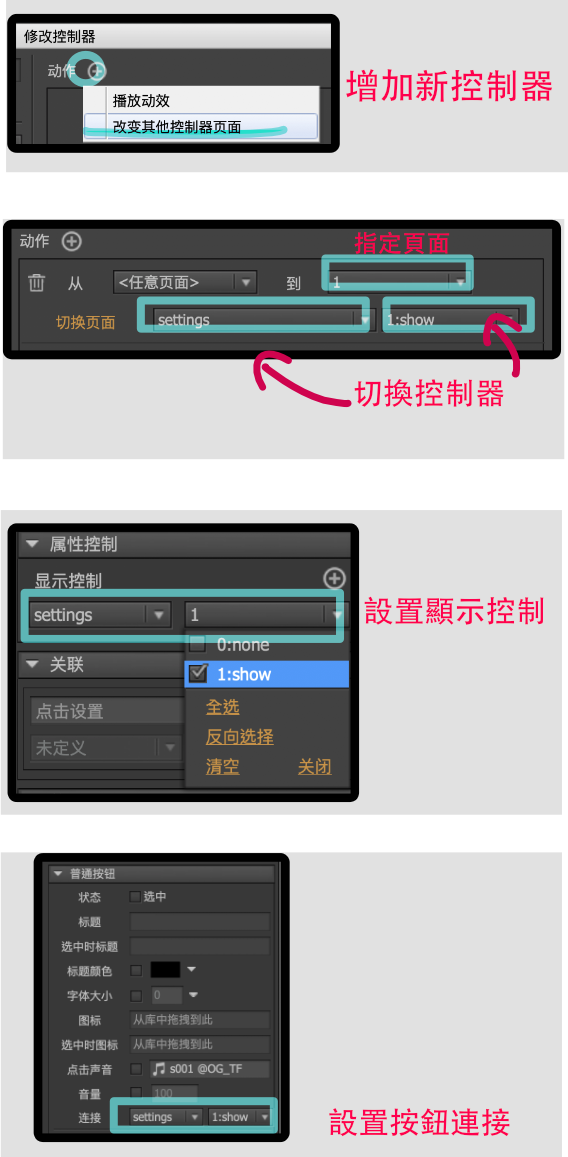 修改控制器
动作
播放动效
改变其他控制器页面
增加新控制器
动作
指定頁面
从 <任意页面> 到 1
切换页面 settings 1:show
切換控制器
属性控制
显示控制
settings 1
設置顯示控制
0:none
关联
1:show
点击设置
全选
未定义
反向选择
清空 关闭
普通按钮
状态 选中
标题
选中时标题
标题颜色
字体大小 0
图标 从库中拖拽到此
选中时图标 从库中拖拽到此
点击声音 s001 @OG_TF
音量 100
连接 settings 1:show
設置按鈕連接